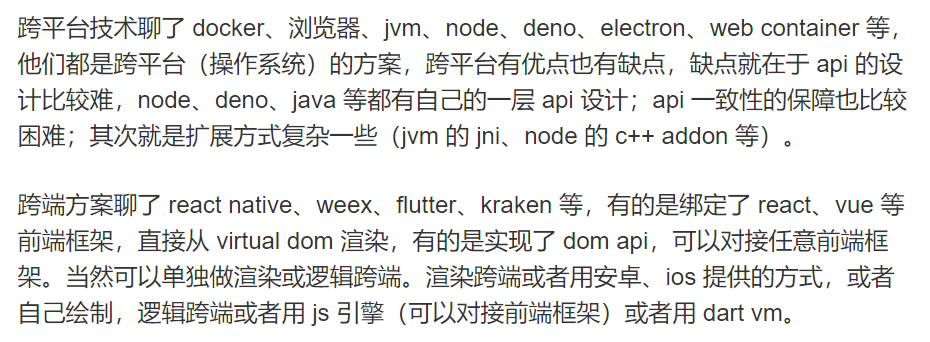 跨平台技术聊了 docker、浏览器、jvm、node、deno、electron、web container 等，
他们都是跨平台（操作系统）的方案，跨平台有优点也有缺点，缺点就在于 api 的设
计比较难，node、deno、java 等都有自己的一层 api 设计；api 一致性的保障也比较
困难；其次就是扩展方式复杂一些（jvm 的 jni、node 的 c++ addon 等）。
跨端方案聊了 react native、weex、flutter、kraken 等，有的是绑定了 react、vue 等
前端框架，直接从 virtual dom 渲染，有的是实现了 dom api，可以对接任意前端框
架。当然可以单独做渲染或逻辑跨端。渲染跨端或者用安卓、ios 提供的方式，或者
自己绘制，逻辑跨端或者用 js 引擎（可以对接前端框架）或者用 dart vm。